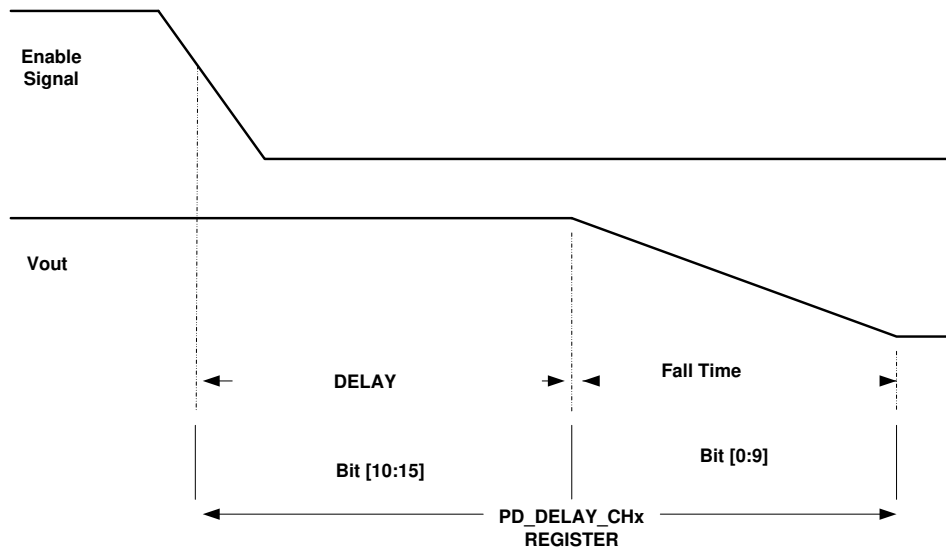 Enable
Signal
Vout
DELAY
Fall Time
Bit [10:15]
Bit [0:9]
PD_DELAY_CHx
REGISTER